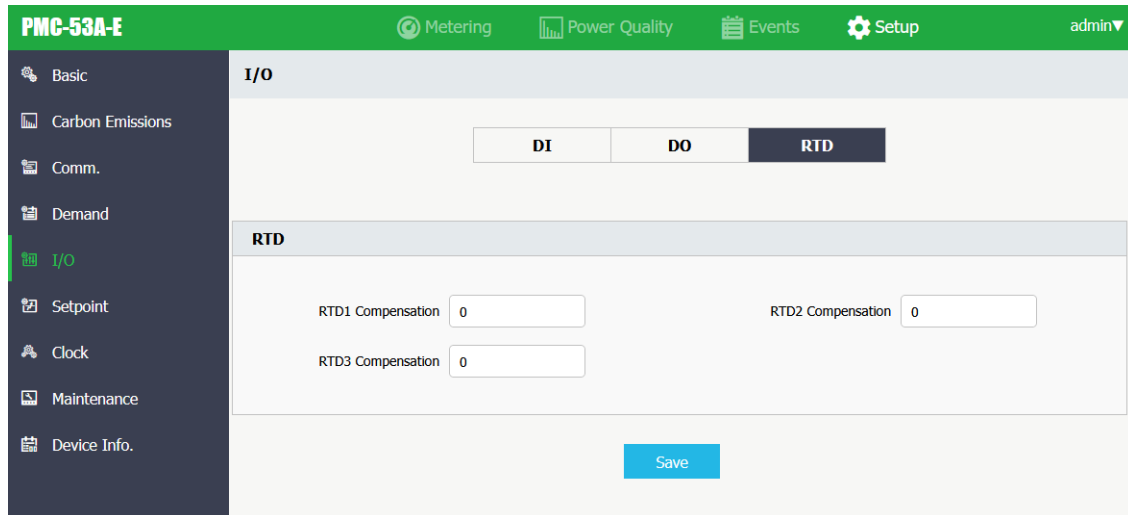 PMC-53A-E Metering Power Quality Events Setup admin▼
Basic
Carbon Emissions
Comm.
Demand
I/O
Setpoint
Clock
Maintenance
Device Info.
I/O
DI DO RTD
RTD
RTD1 Compensation 0 RTD2 Compensation 0
RTD3 Compensation 0
Save